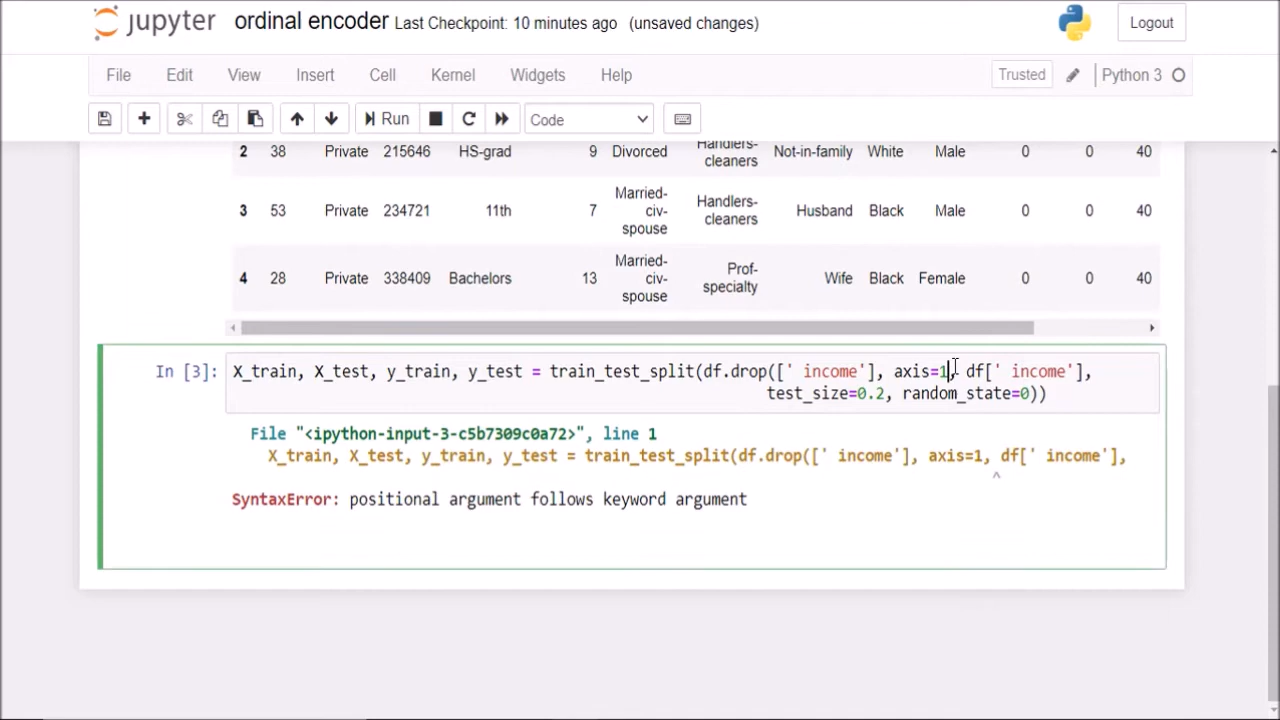 jupyter ordinal encoder Last Checkpoint: 10 minutes ago (unsaved changes) Logout
File Edit View Insert Cell Kernel Widgets Help Trusted Python 3
Run Code
2 38 Private 215646 HS-grad 9 Divorced Handlers-cleaners Not-in-family White Male 0 0 40
3 53 Private 234721 11th 7 Married-civ-spouse Handlers-cleaners Husband Black Male 0 0 40
4 28 Private 338409 Bachelors 13 Married-civ-spouse Prof-specialty Wife Black Female 0 0 40
In [3]: X_train, X_test, y_train, y_test = train_test_split(df.drop([' income'], axis=1, df[' income'],
test_size=0.2, random_state=0))
File "<ipython-input-3-c5b7309c0a72>", line 1
X_train, X_test, y_train, y_test = train_test_split(df.drop([' income'], axis=1, df[' income'],
^
SyntaxError: positional argument follows keyword argument